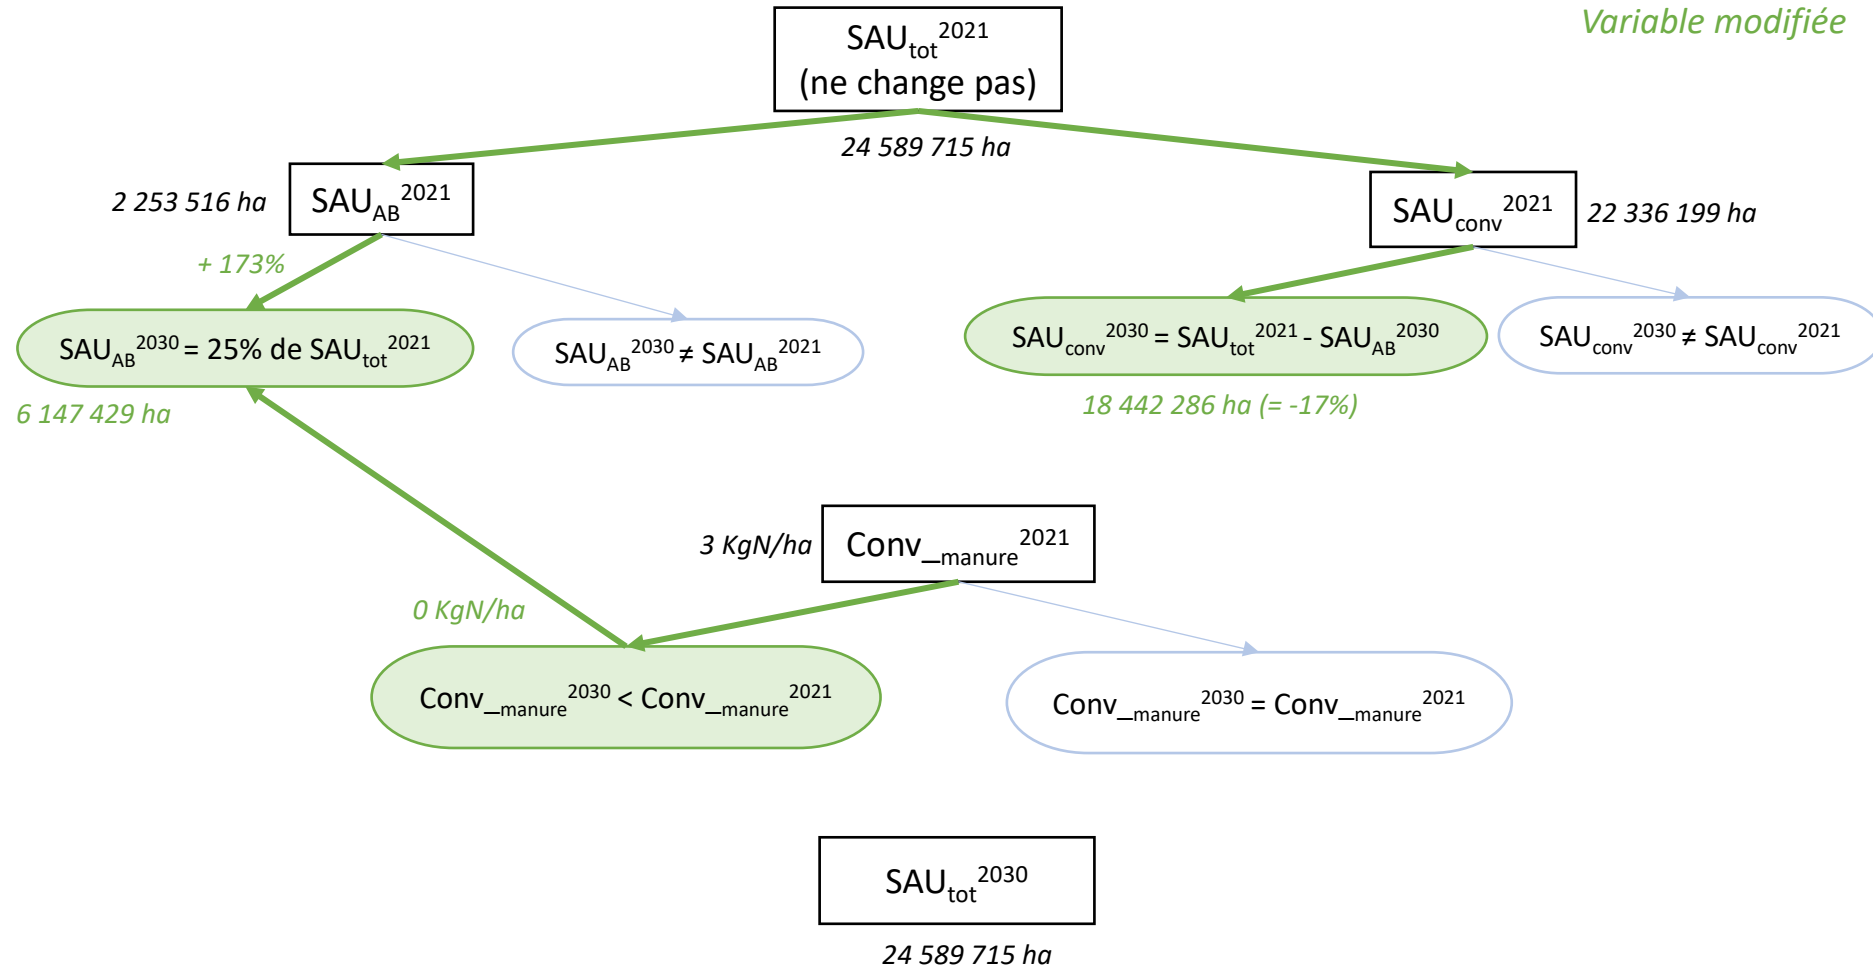 Variable modifiée
SAU_tot^2021
(ne change pas)
24 589 715 ha
2 253 516 ha
SAU_AB^2021
SAU_conv^2021
22 336 199 ha
+ 173%
SAU_AB^2030 = 25% de SAU_tot^2021
SAU_AB^2030 ≠ SAU_AB^2021
SAU_conv^2030 = SAU_tot^2021 - SAU_AB^2030
SAU_conv^2030 ≠ SAU_conv^2021
6 147 429 ha
18 442 286 ha (= -17%)
3 KgN/ha
Conv_manure^2021
0 KgN/ha
Conv_manure^2030 < Conv_manure^2021
Conv_manure^2030 = Conv_manure^2021
SAU_tot^2030
24 589 715 ha